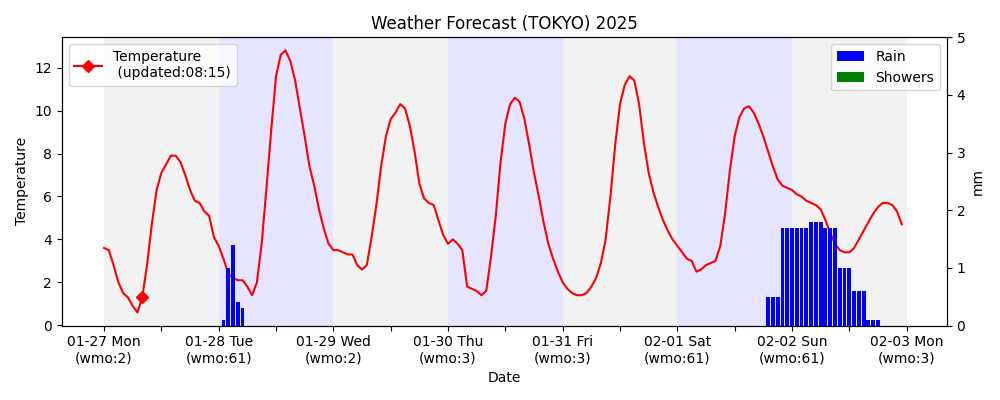 Weather Forecast (TOKYO) 2025
Temperature
(updated:08:15)
Rain
Showers
Temperature
12
10
8
6
4
2
0
5
4
3
2
1
0
mm
01-27 Mon
(wmo:2)
01-28 Tue
(wmo:61)
01-29 Wed
(wmo:2)
01-30 Thu
(wmo:3)
01-31 Fri
(wmo:3)
02-01 Sat
(wmo:61)
02-02 Sun
(wmo:61)
02-03 Mon
(wmo:3)
Date